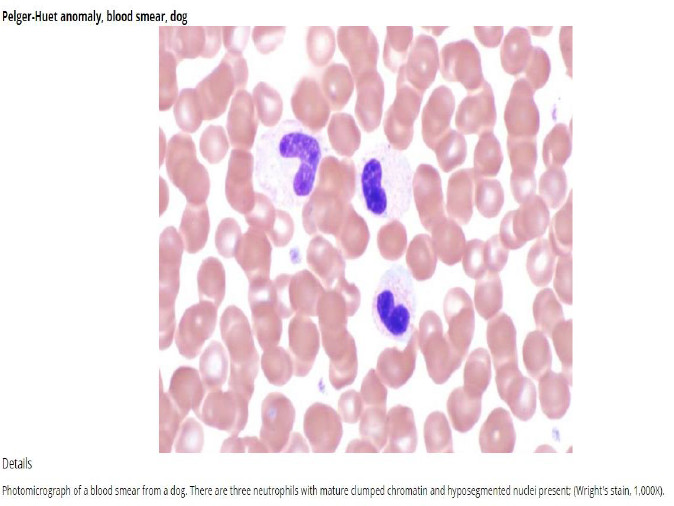 Pelger-Huet anomaly, blood smear, dog
Details
Photomicrograph of a blood smear from a dog. There are three neutrophils with mature clumped chromatin and hyposegmented nuclei present; (Wright's stain, 1,000X).